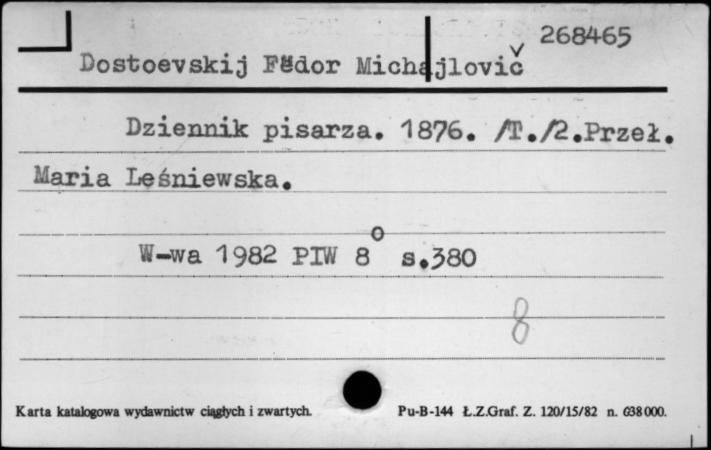 268465
Dostoevskij Fëdor Michajlovič
Dziennik pisarza. 1876. /T./2.Przeł.
Maria Leśniewska.
W-wa 1982 PIW 8° s.380
8
Karta katalogowa wydawnictw ciągłych i zwartych. Pu-B-144 Ł.Z.Graf. Z. 120/15/82 n. 638000.